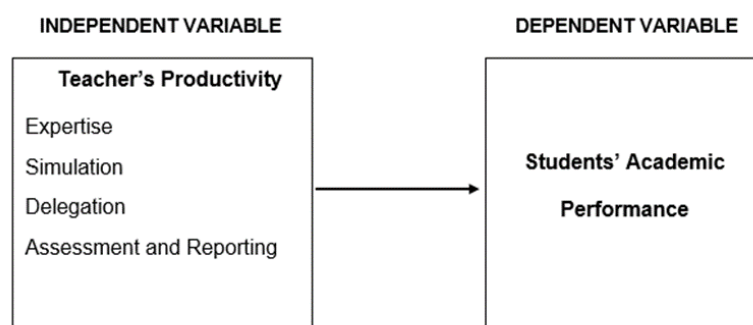 INDEPENDENT VARIABLE
DEPENDENT VARIABLE
Teacher’s Productivity
Expertise
Simulation
Delegation
Assessment and Reporting
Students’ Academic
Performance